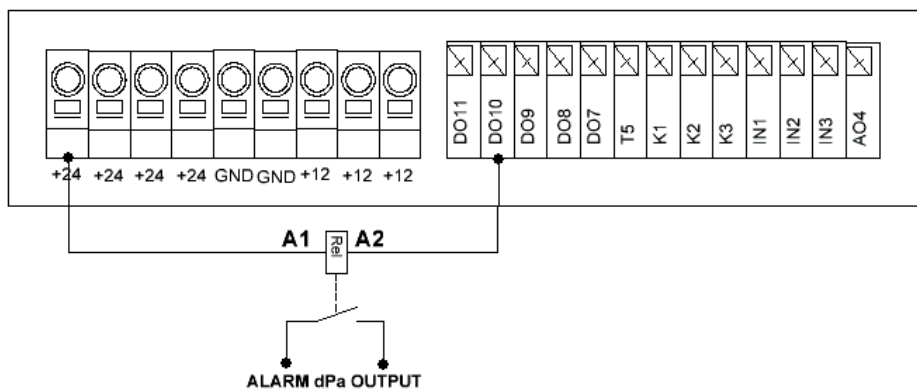 DO11 DO10 DO9 DO8 DO7 T5 K1 K2 K3 IN1 IN2 IN3 AO4
+24 +24 +24 +24 GND GND +12 +12 +12
A1 Rel A2
ALARM dPa OUTPUT